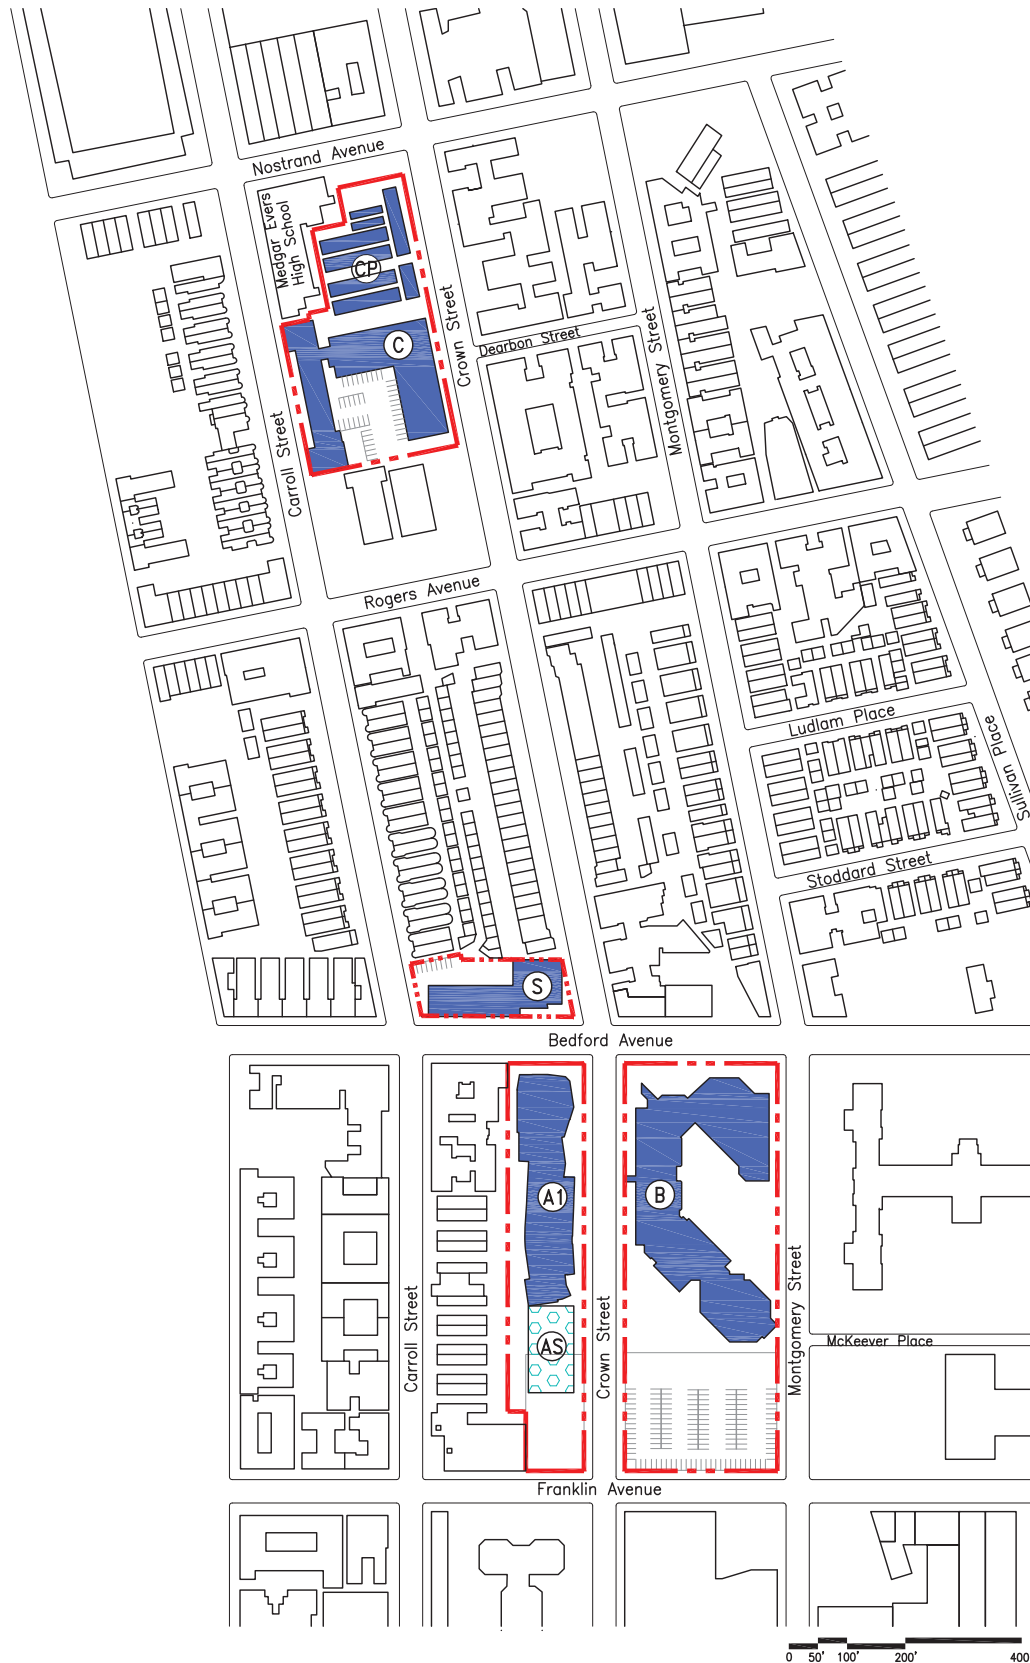 Nostrand Avenue
Medgar Evers
High School
CP
C
Crown Street
Dearbon Street
Montgomery Street
Carroll Street
Rogers Avenue
Ludlam Place
Sullivan Place
Stoddard Street
S
Bedford Avenue
A1
B
Carroll Street
Crown Street
Montgomery Street
AS
McKeever Place
Franklin Avenue
0 50' 100' 200' 400'